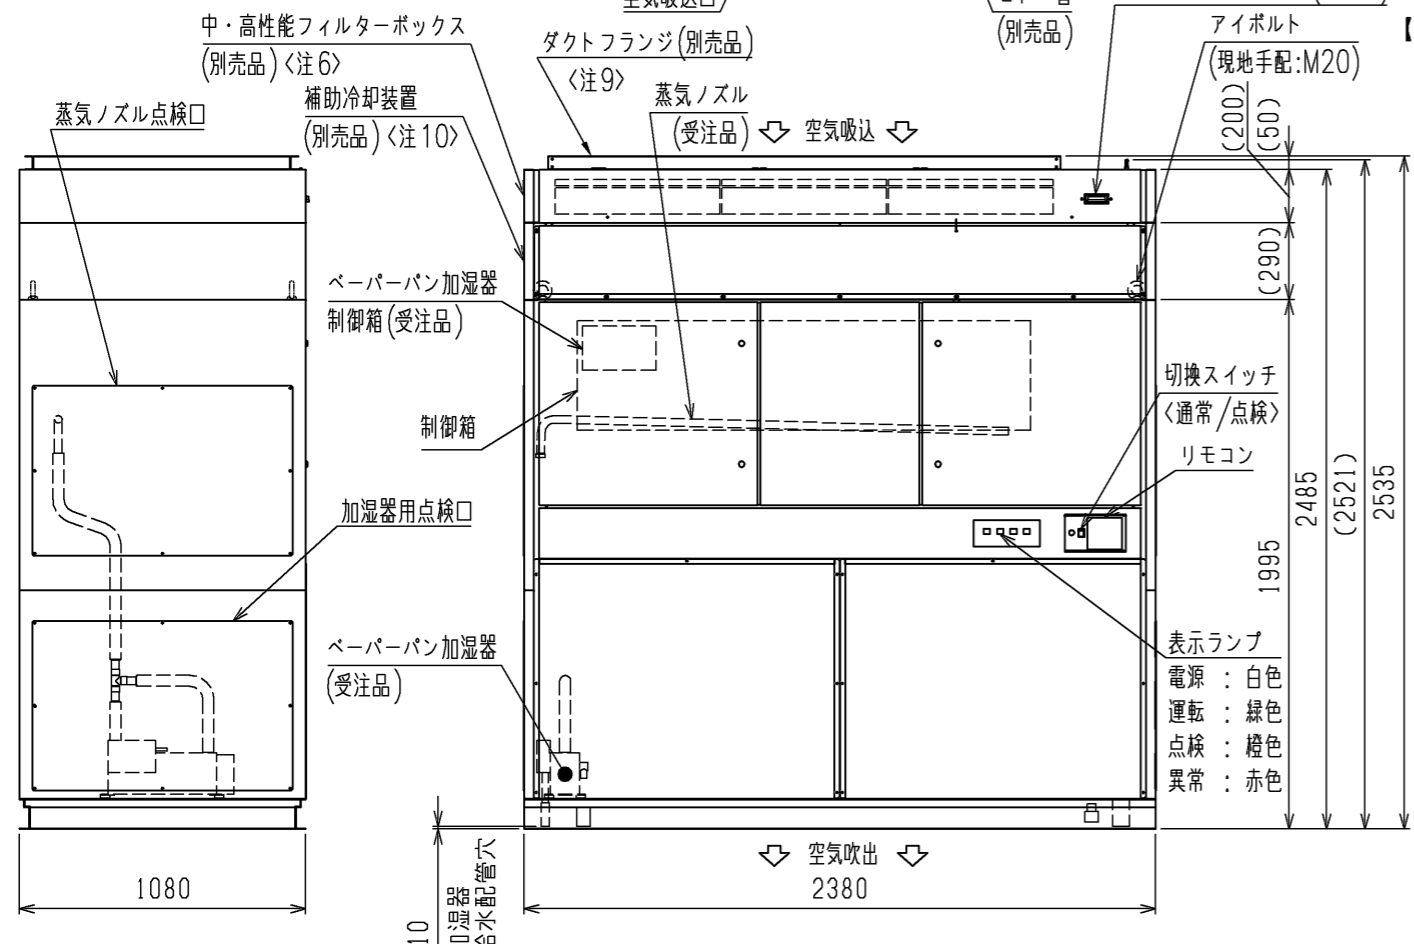 中・高性能フィルターボックス
(別売品)〈注6〉
ダクトフランジ(別売品)
〈注9〉
(別売品)
アイボルト
(現地手配:M20)
【
蒸気ノズル点検口
補助冷却装置
(別売品)〈注10〉
蒸気ノズル
(受注品)
空気吸込
(200)
(50)
(290)
ベーパーパン加湿器
制御箱(受注品)
制御箱
切換スイッチ
〈通常/点検〉
リモコン
加湿器用点検口
1995
2485
(2521)
2535
ベーパーパン加湿器
(受注品)
表示ランプ
電源 : 白色
運転 : 緑色
点検 : 橙色
異常 : 赤色
空気吹出
1080
2380
10
加湿器
給水配管穴